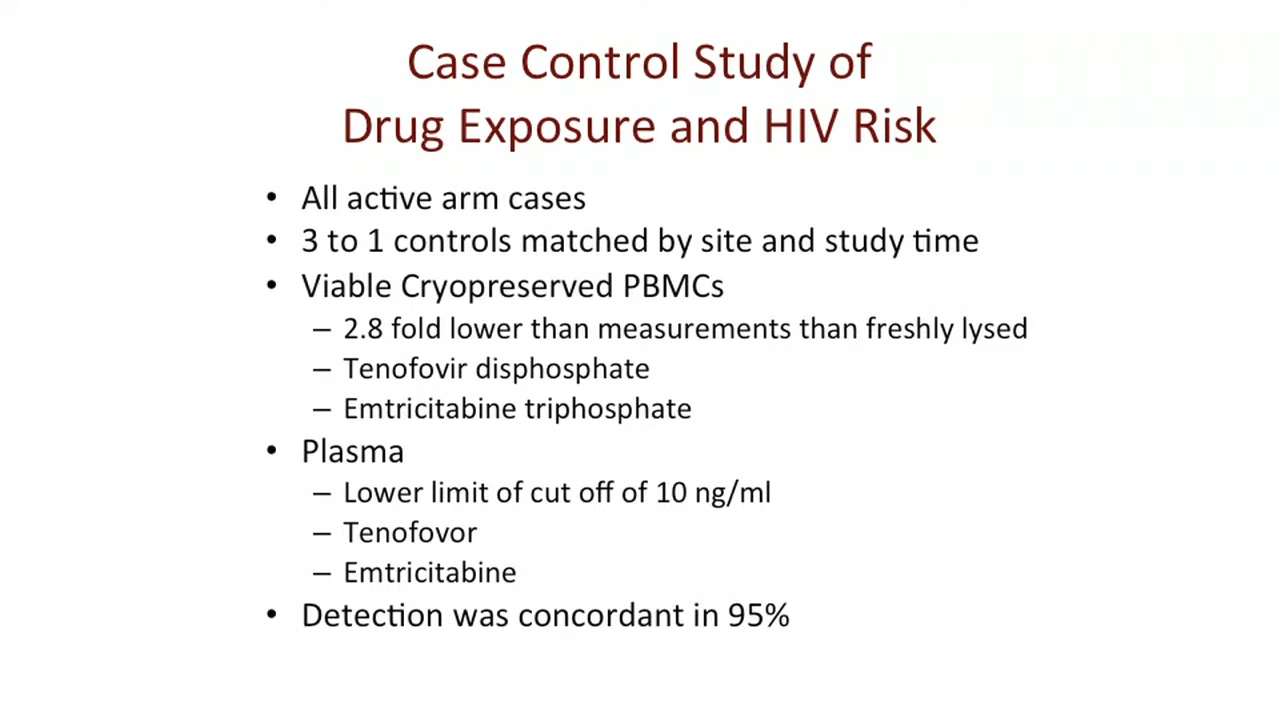 Case Control Study of
Drug Exposure and HIV Risk
• All active arm cases
• 3 to 1 controls matched by site and study time
• Viable Cryopreserved PBMCs
– 2.8 fold lower than measurements than freshly lysed
– Tenofovir disphosphate
– Emtricitabine triphosphate
• Plasma
– Lower limit of cut off of 10 ng/ml
– Tenofovor
– Emtricitabine
• Detection was concordant in 95%